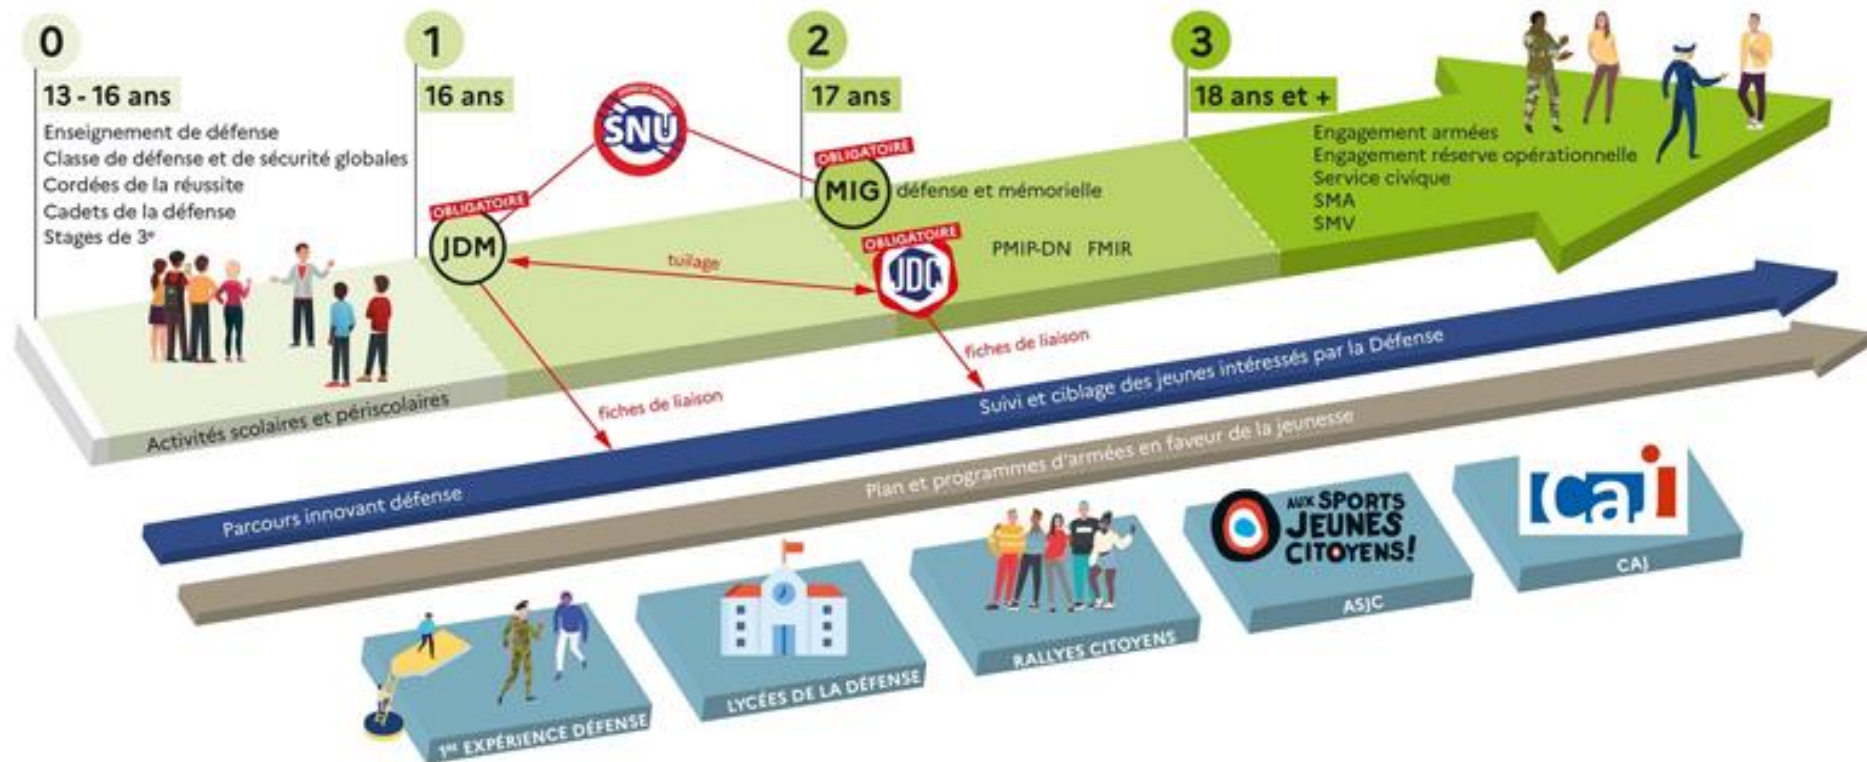 0
13 - 16 ans
Enseignement de défense
Classe de défense et de sécurité globales
Cordées de la réussite
Cadets de la défense
Stages de 3e
1
16 ans
SNU
OBLIGATOIRE
JDM
2
17 ans
OBLIGATOIRE
MIG
défense et mémorielle
OBLIGATOIRE
JDC
PMIP-DN FMIR
tuilage
3
18 ans et +
Engagement armées
Engagement réserve opérationnelle
Service civique
SMA
SMV
Activités scolaires et périscolaires
fiches de liaison
fiches de liaison
Parcours innovant défense
Suivi et ciblage des jeunes intéressés par la Défense
Plan et programmes d'armées en faveur de la jeunesse
1re EXPÉRIENCE DÉFENSE
LYCÉES DE LA DÉFENSE
RALLYES CITOYENS
AUX SPORTS
JEUNES
CITOYENS!
ASJC
caj
CAJ